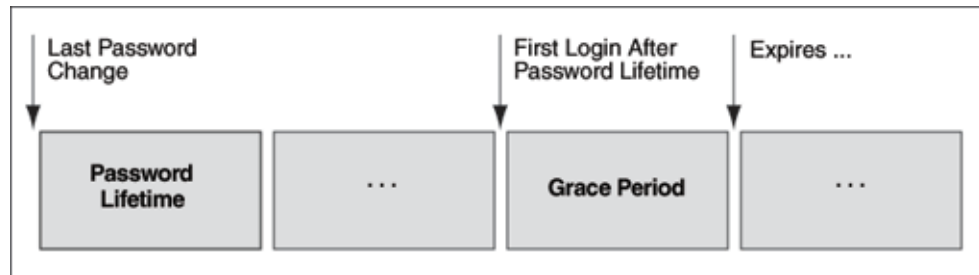 Last Password
Change
First Login After
Password Lifetime
Expires ...
Password
Lifetime
...
Grace Period
...